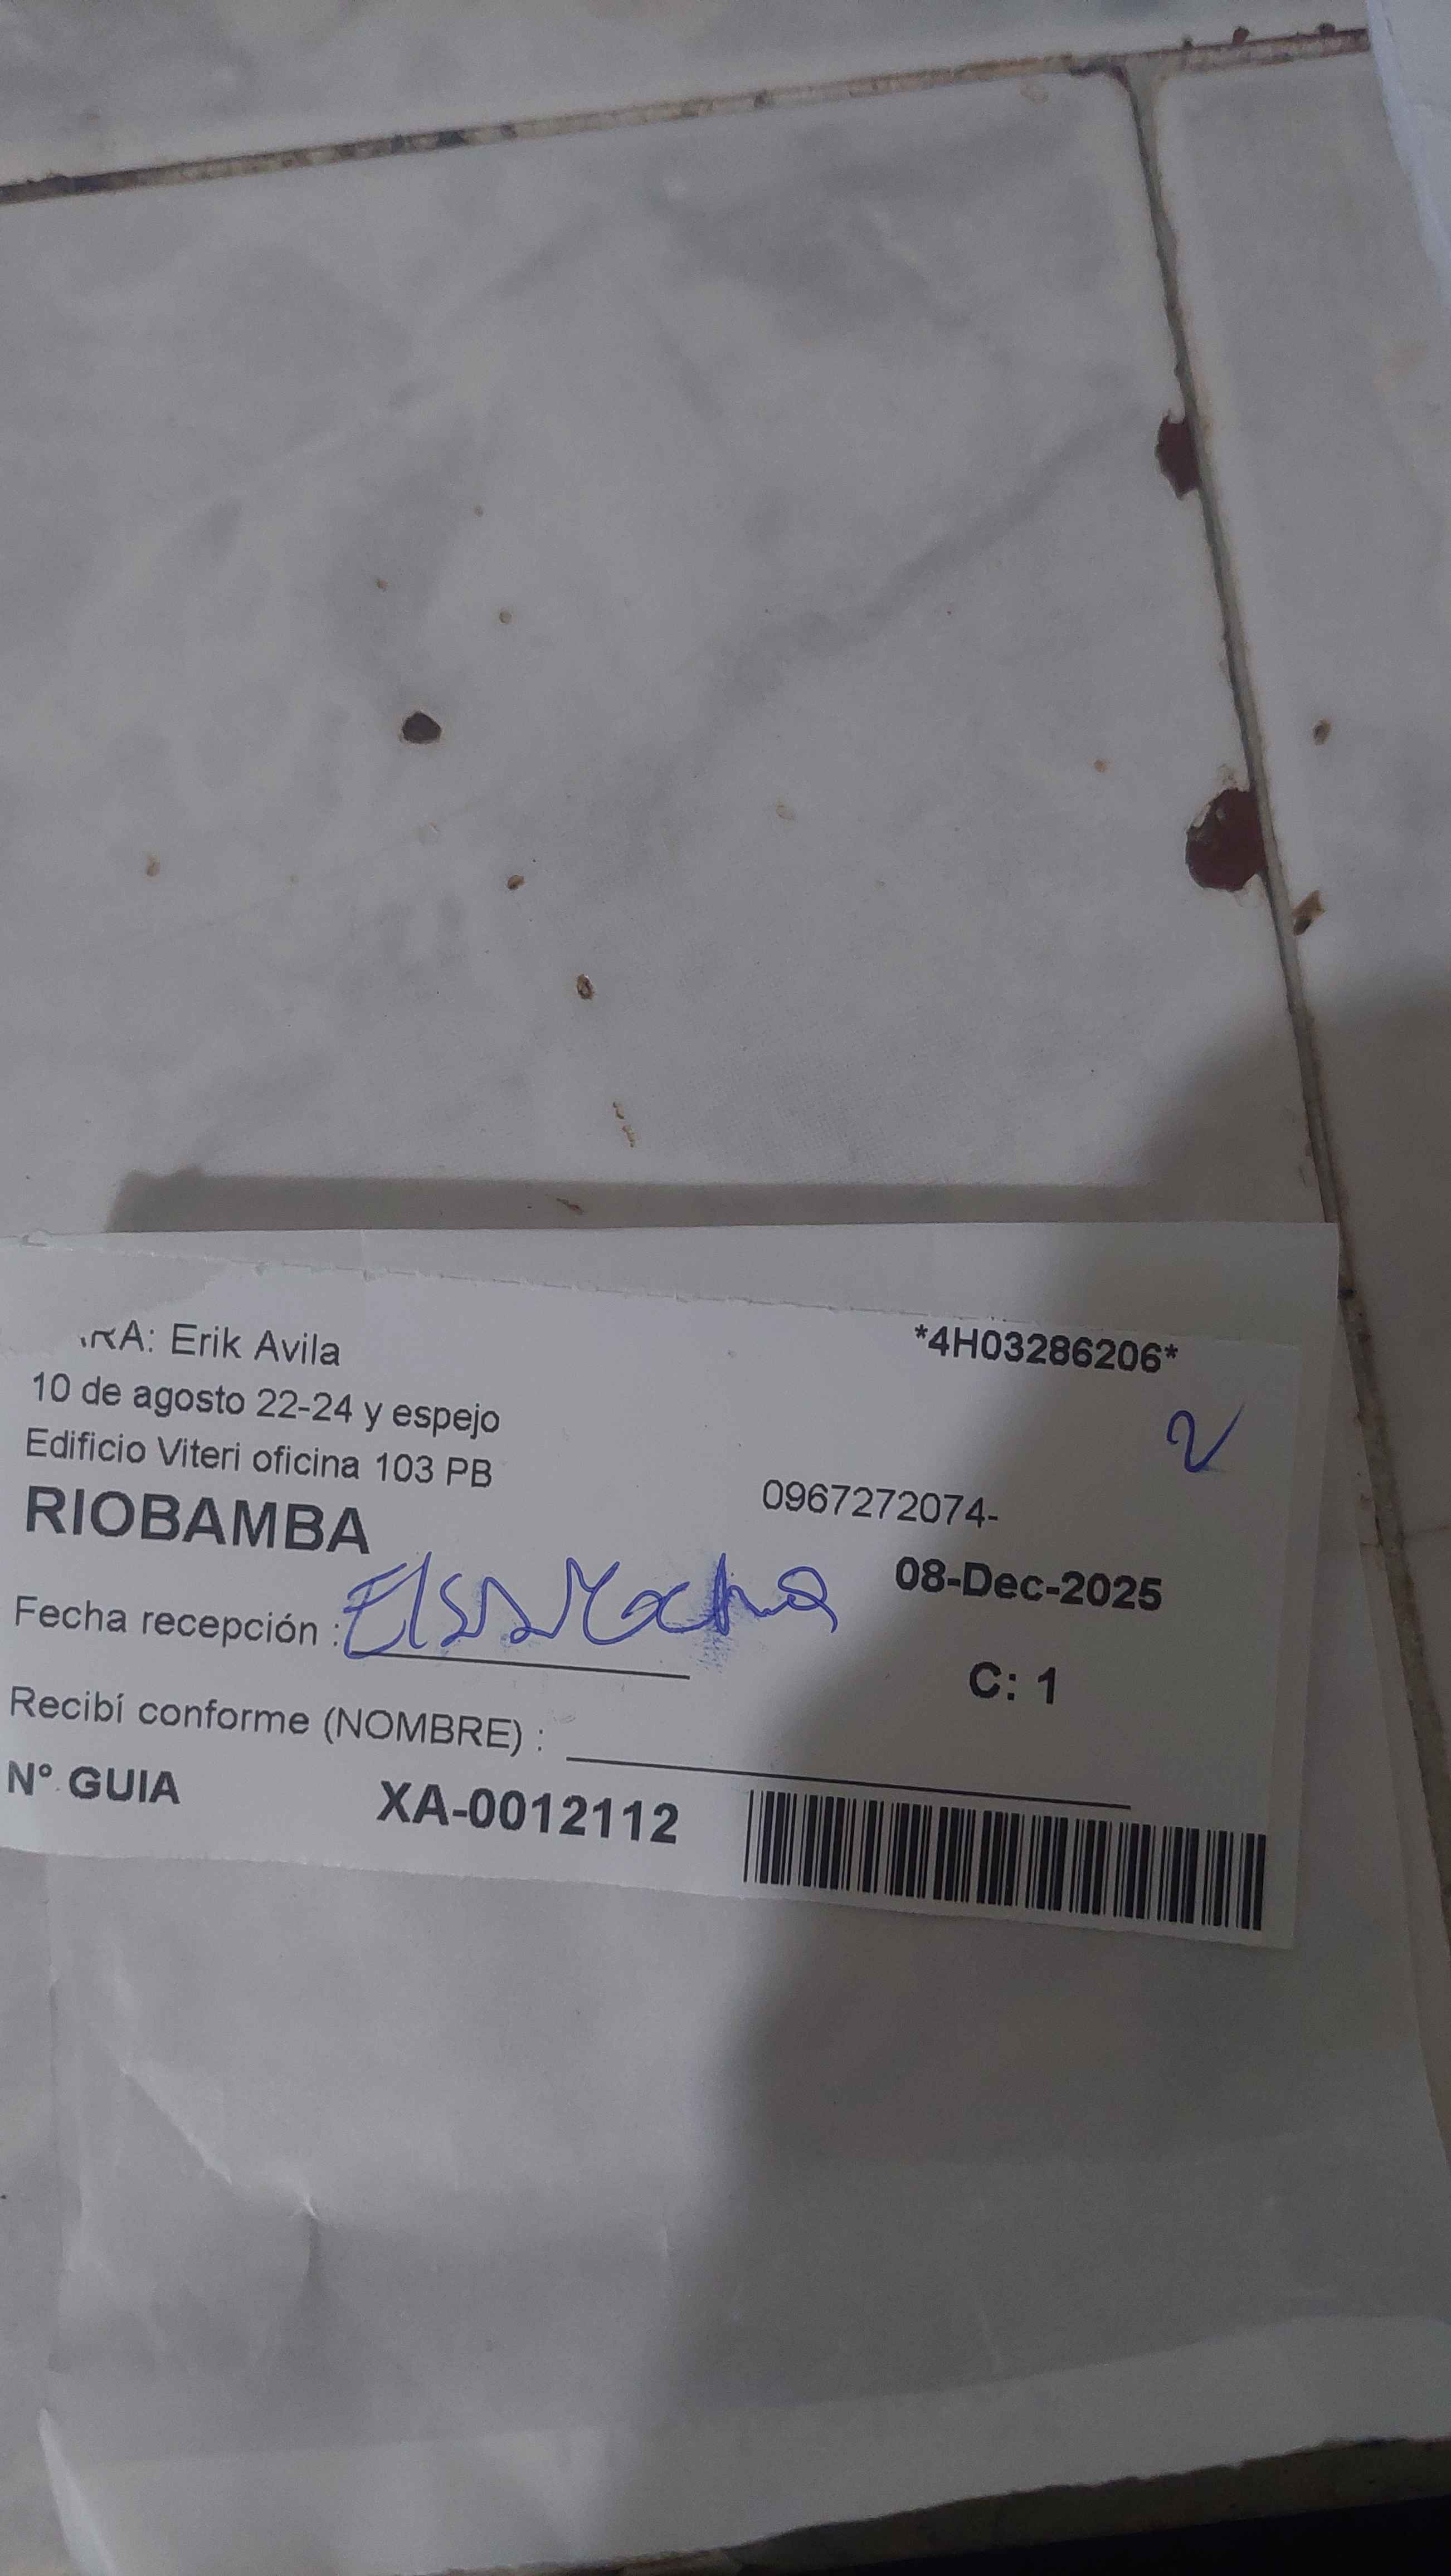 RA: Erik Avila
*4H03286206*
10 de agosto 22-24 y espejo
Edificio Viteri oficina 103 PB
0967272074-
RIOBAMBA
08-Dec-2025
Fecha recepción :
C: 1
Recibí conforme (NOMBRE) :
N° GUIA XA-0012112